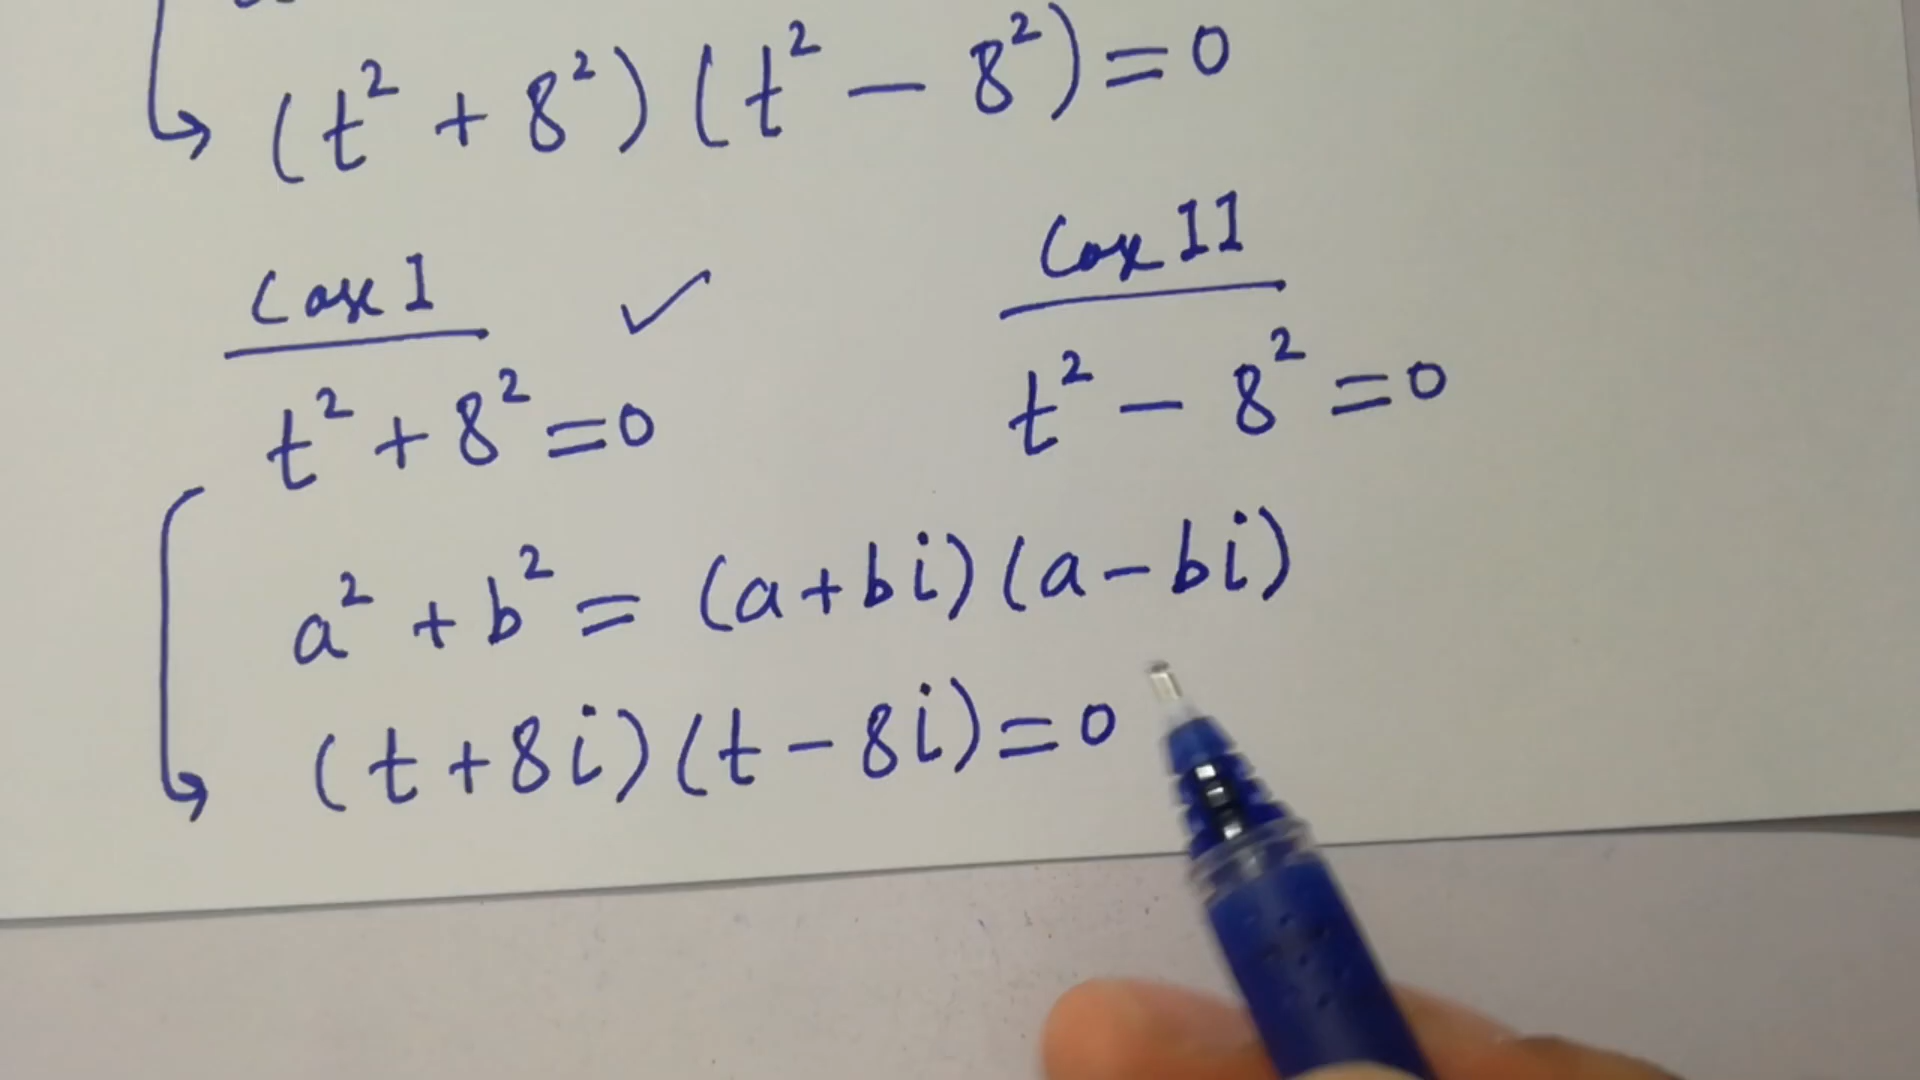 (t² + 8²) (t² − 8²) = 0
Case I ✓
t² + 8² = 0
Case II
t² − 8² = 0
a² + b² = (a + bi) (a − bi)
(t + 8i) (t − 8i) = 0